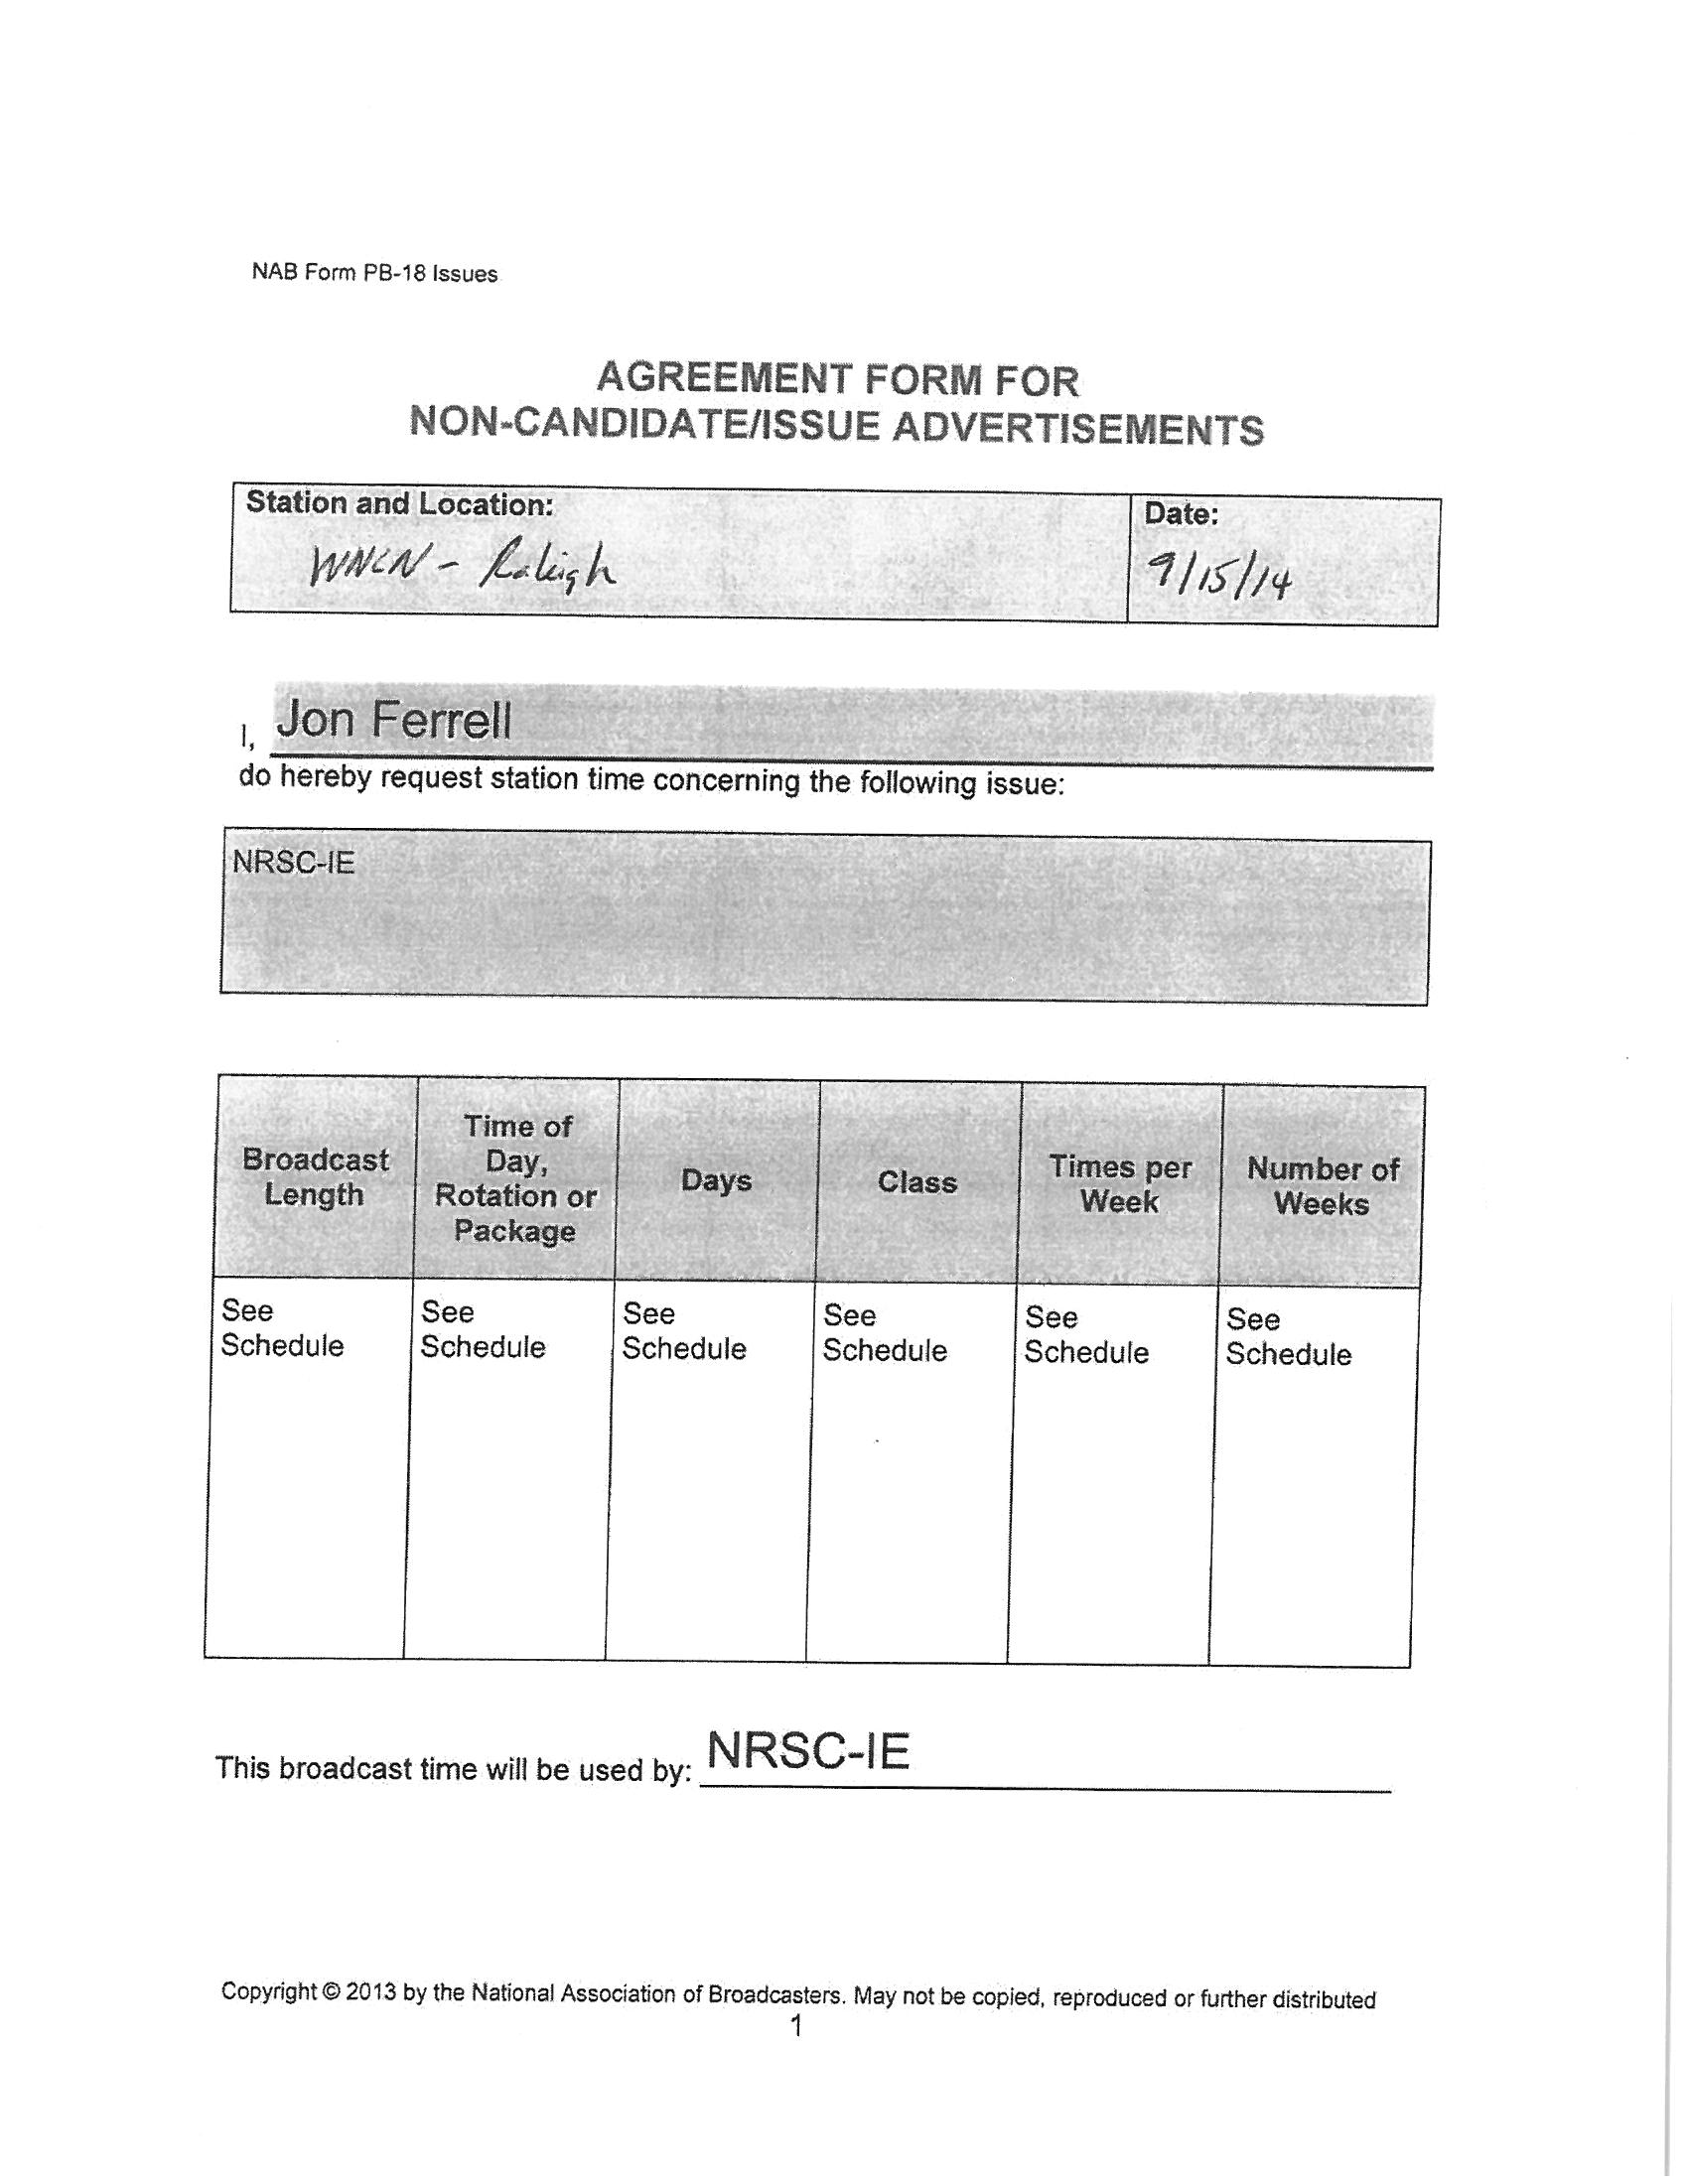 NAB Form PB-18 Issues
AGREEMENT FORM FOR
NON-CANDIDATE/ISSUE ADVERTISEMENTS
Station and Location:
WNCN - Raleigh
Date:
9/15/14
I, Jon Ferrell
do hereby request station time concerning the following issue:
NRSC-IE
Broadcast
Length
Time of
Day,
Rotation or
Package
Days
Class
Times per
Week
Number of
Weeks
See
Schedule
See
Schedule
See
Schedule
See
Schedule
See
Schedule
See
Schedule
This broadcast time will be used by: NRSC-IE
Copyright © 2013 by the National Association of Broadcasters. May not be copied, reproduced or further distributed
1